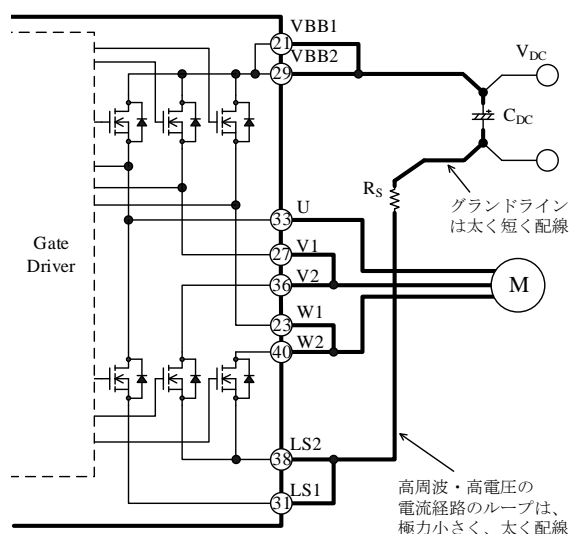 VBB1
21
VBB2
29
V_DC
C_DC
R_S
グランドライン
は太く短く配線
U
33
V1
27
V2
36
M
W1
23
W2
40
Gate
Driver
LS2
38
LS1
31
高周波・高電圧の
電流経路のループは、
極力小さく、太く配線